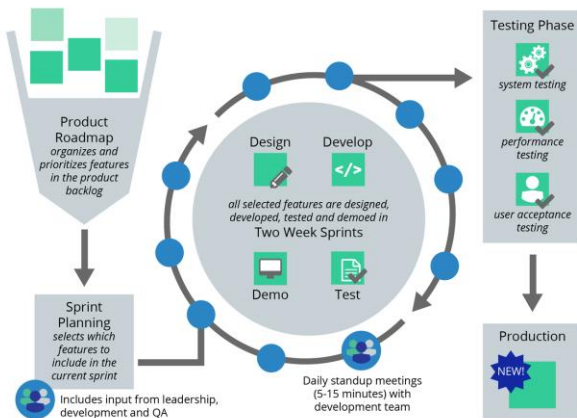 Product
Roadmap
organizes and
prioritizes features
in the product
backlog
Sprint
Planning
selects which
features to
include in the
current sprint
Includes input from leadership,
development and QA
Design
Develop
</>
all selected features are designed,
developed, tested and demoed in
Two Week Sprints
Demo
Test
Daily standup meetings
(5-15 minutes) with
development team
Testing Phase
system testing
performance
testing
user acceptance
testing
Production
NEW!